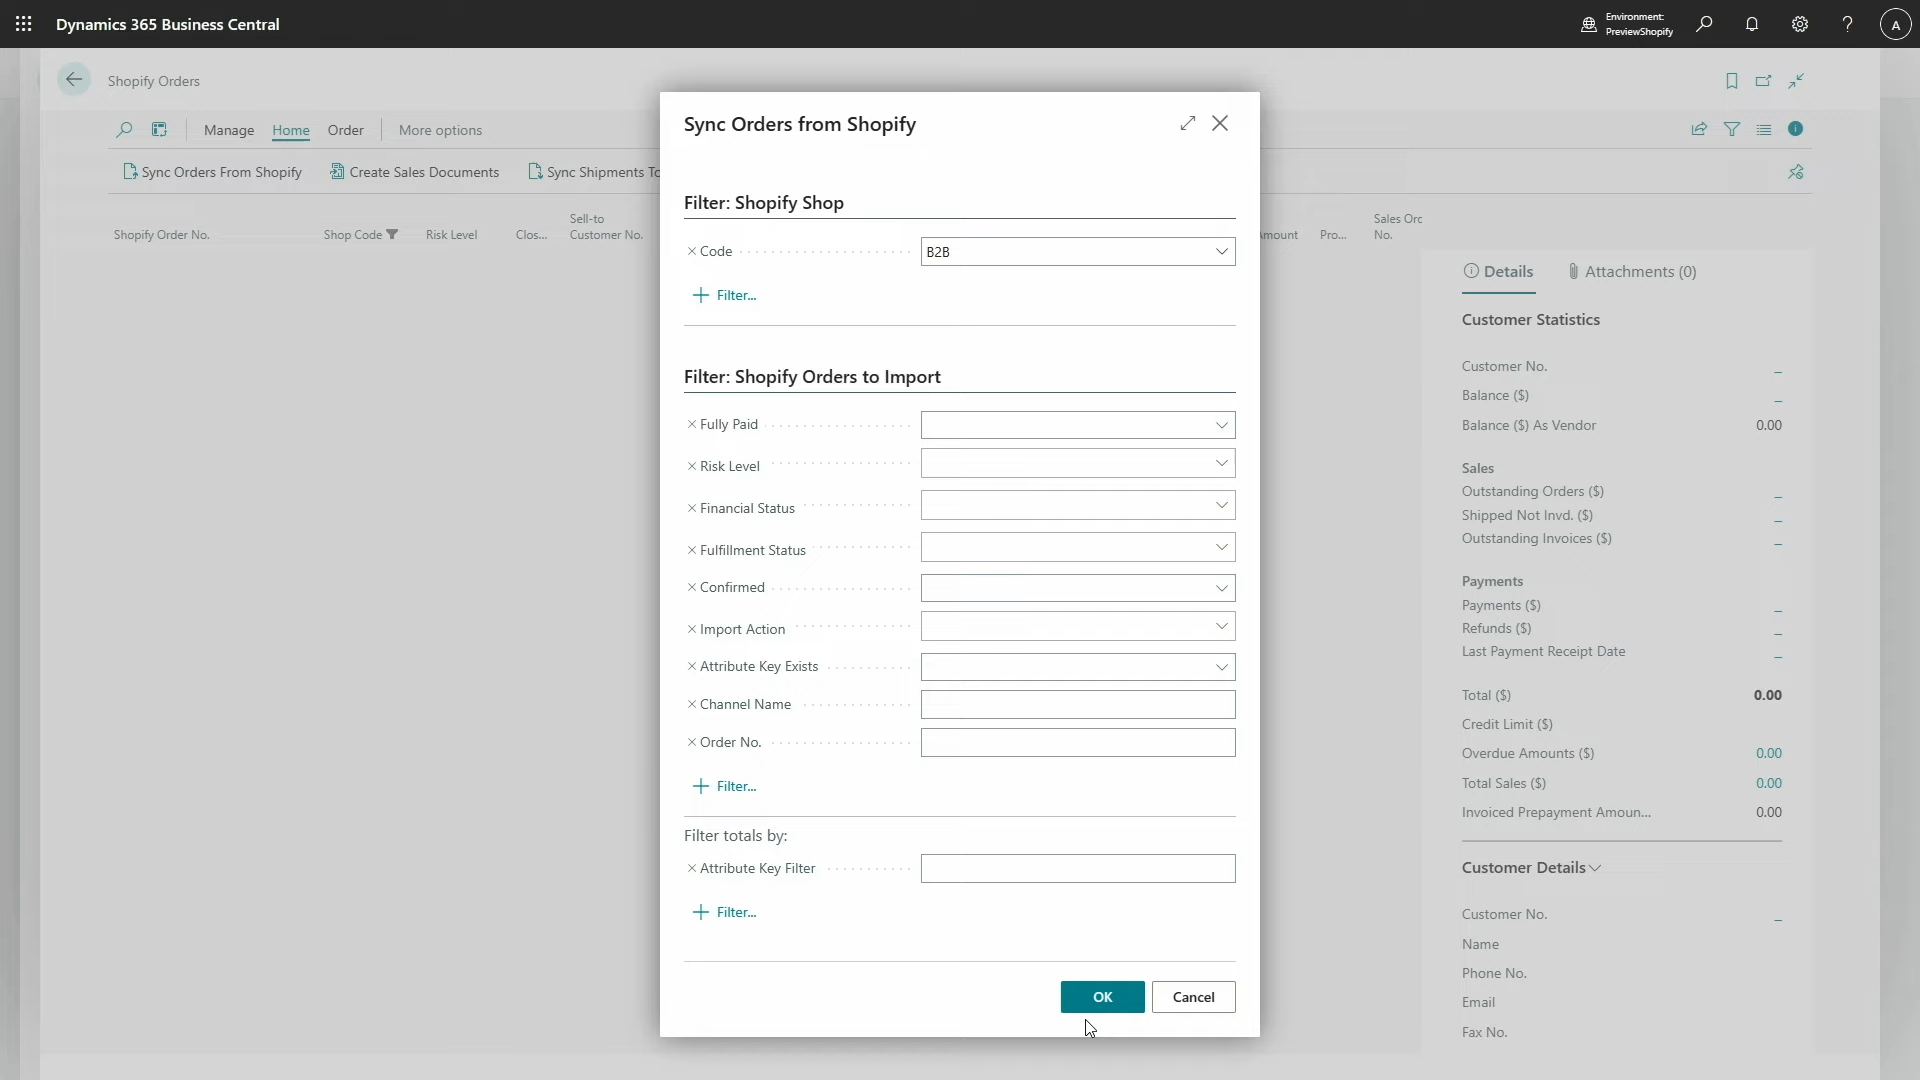 Dynamics 365 Business Central
Environment:
PreviewShopify
?
A
Shopify Orders
Manage
Home
Order
More options
Sync Orders From Shopify
Create Sales Documents
Sync Shipments To
Shopify Order No.
Shop Code
Risk Level
Clos...
Sell-to
Customer No.
Amount
Pro...
Sales Orc
No.
Sync Orders from Shopify
Filter: Shopify Shop
Code
B2B
Filter...
Filter: Shopify Orders to Import
Fully Paid
Risk Level
Financial Status
Fulfillment Status
Confirmed
Import Action
Attribute Key Exists
Channel Name
Order No.
Filter...
Filter totals by:
Attribute Key Filter
Filter...
OK
Cancel
Details
Attachments (0)
Customer Statistics
Customer No. _
Balance ($) _
Balance ($) As Vendor 0.00
Sales
Outstanding Orders ($) _
Shipped Not Invd. ($) _
Outstanding Invoices ($) _
Payments
Payments ($) _
Refunds ($) _
Last Payment Receipt Date _
Total ($) 0.00
Credit Limit ($)
Overdue Amounts ($) 0.00
Total Sales ($) 0.00
Invoiced Prepayment Amoun... 0.00
Customer Details
Customer No. _
Name
Phone No.
Email
Fax No.